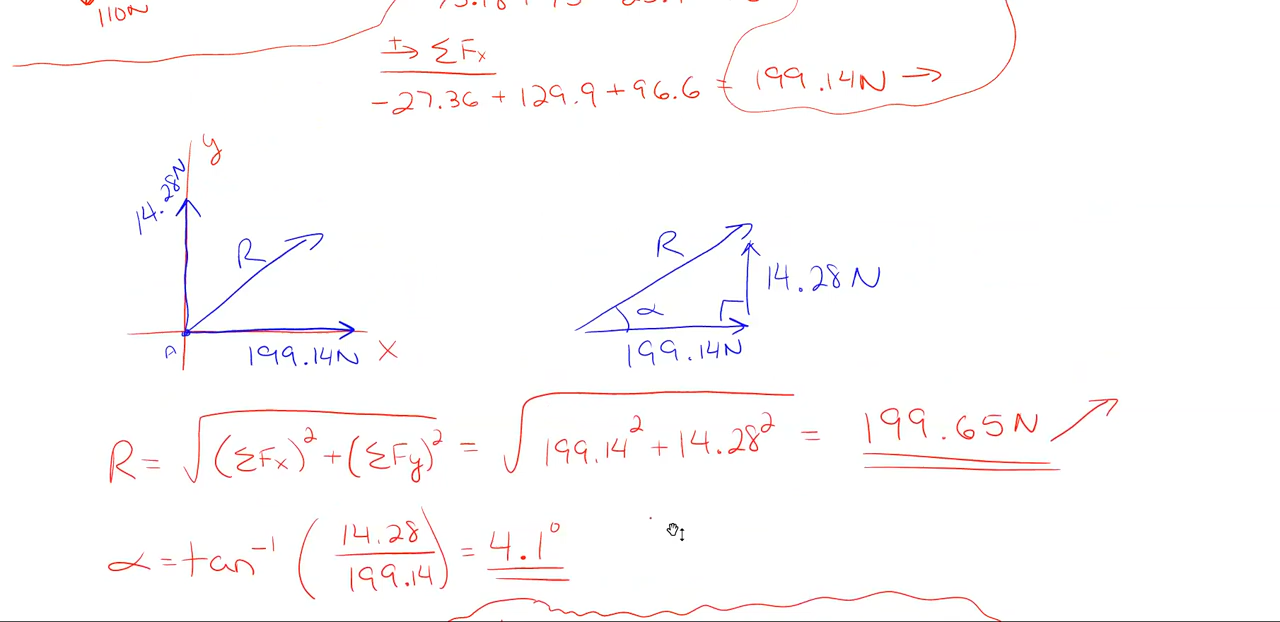 110N
+→ ΣFx
-27.36 + 129.9 + 96.6 = 199.14N →
y
14.28N
R
199.14N
x
R
α
14.28N
199.14N
R = √(ΣFx)² + (ΣFy)² = √199.14² + 14.28² = 199.65N
α = tan⁻¹ (14.28/199.14) = 4.1°